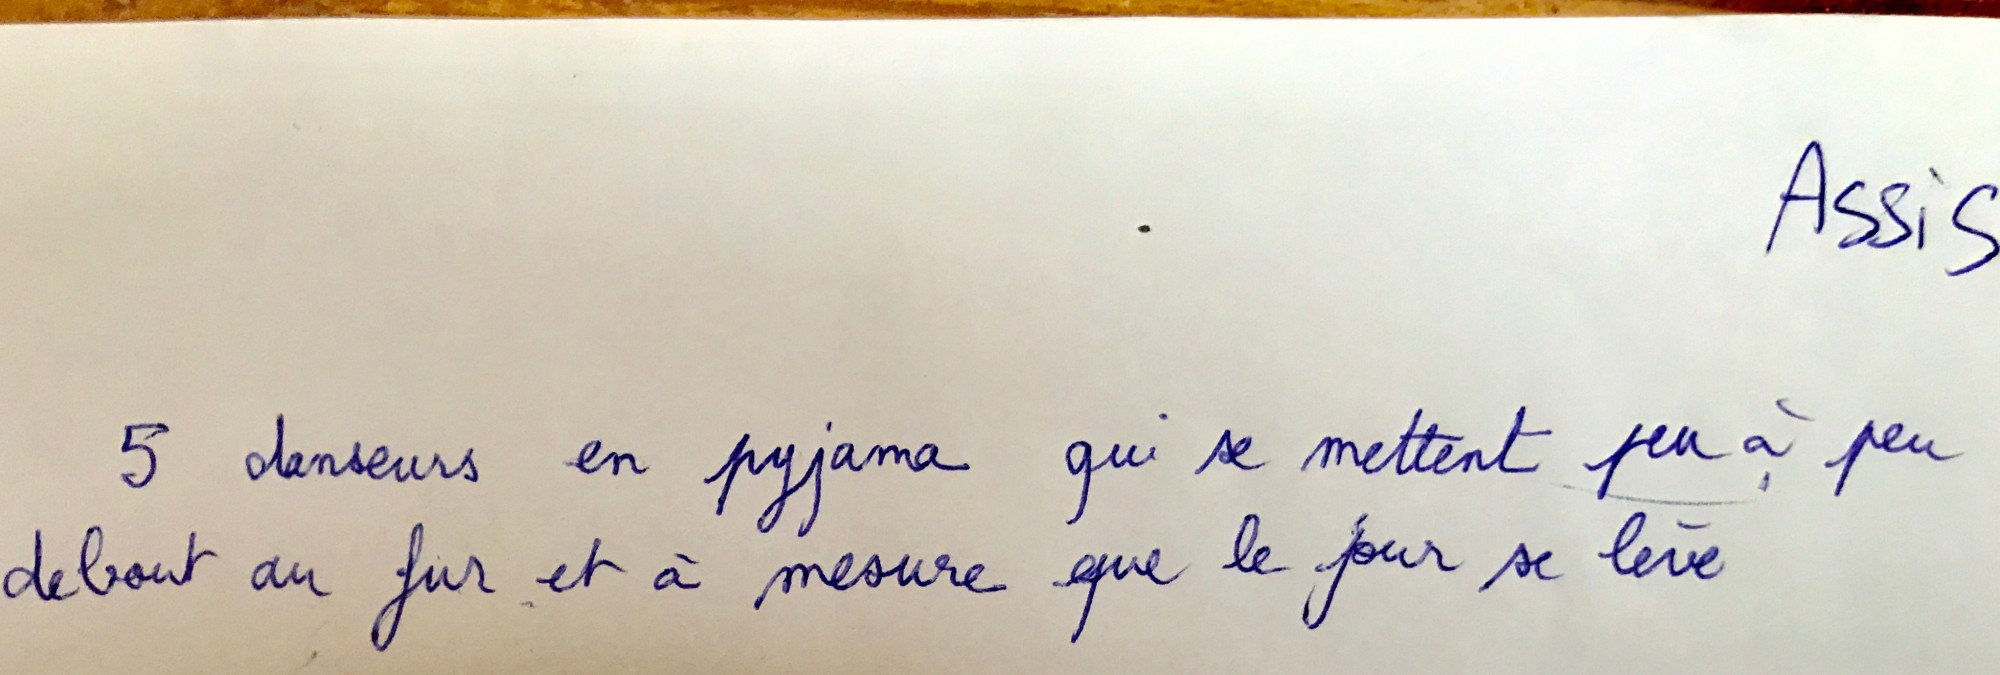 Assis
5 danseurs en pyjama qui se mettent peu à peu
debout au fur et à mesure que le jour se lève